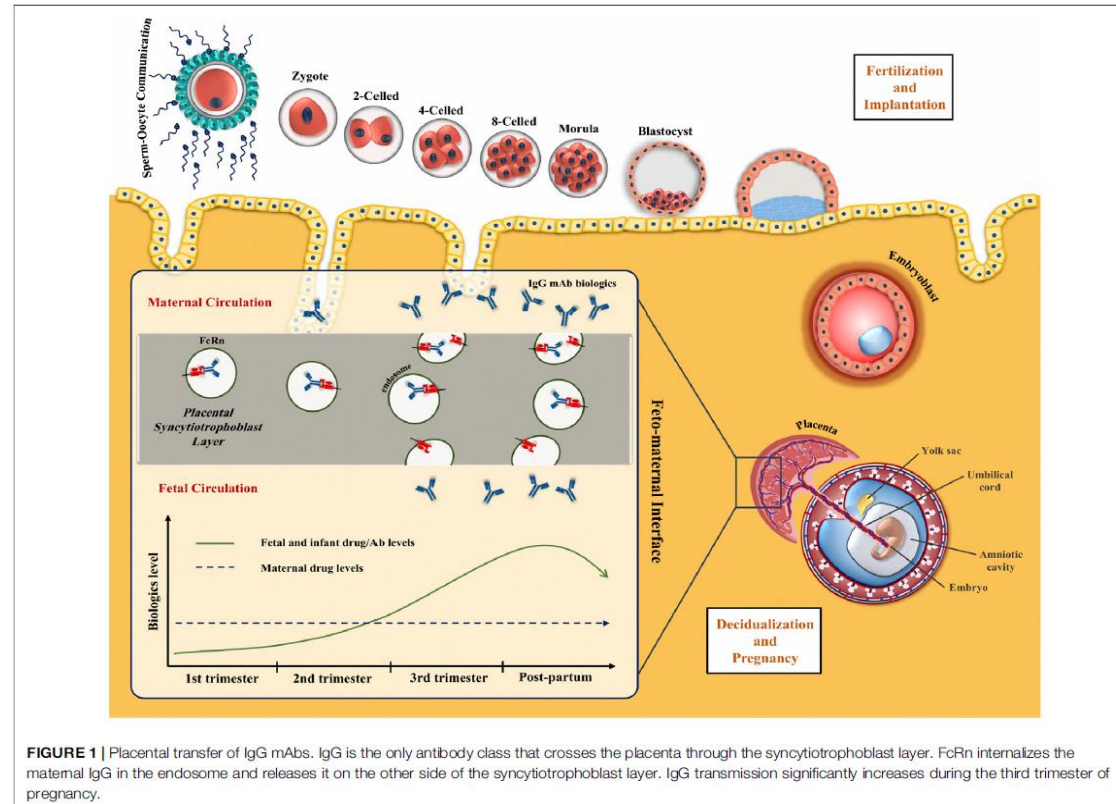 Sperm-Oocyte Communication
Zygote
2-Celled
4-Celled
8-Celled
Morula
Blastocyst
Fertilization
and
Implantation
Embryoblast
Maternal Circulation
IgG mAb biologics
FcRn
endosome
Placental
Syncytiotrophoblast
Layer
Fetal Circulation
Feto-maternal Interface
Placenta
Yolk sac
Umbilical
cord
Amniotic
cavity
Embryo
Biologics level
Fetal and infant drug/Ab levels
Maternal drug levels
1st trimester
2nd trimester
3rd trimester
Post-partum
Decidualization
and
Pregnancy
FIGURE 1 | Placental transfer of IgG mAbs. IgG is the only antibody class that crosses the placenta through the syncytiotrophoblast layer. FcRn internalizes the
maternal IgG in the endosome and releases it on the other side of the syncytiotrophoblast layer. IgG transmission significantly increases during the third trimester of
pregnancy.